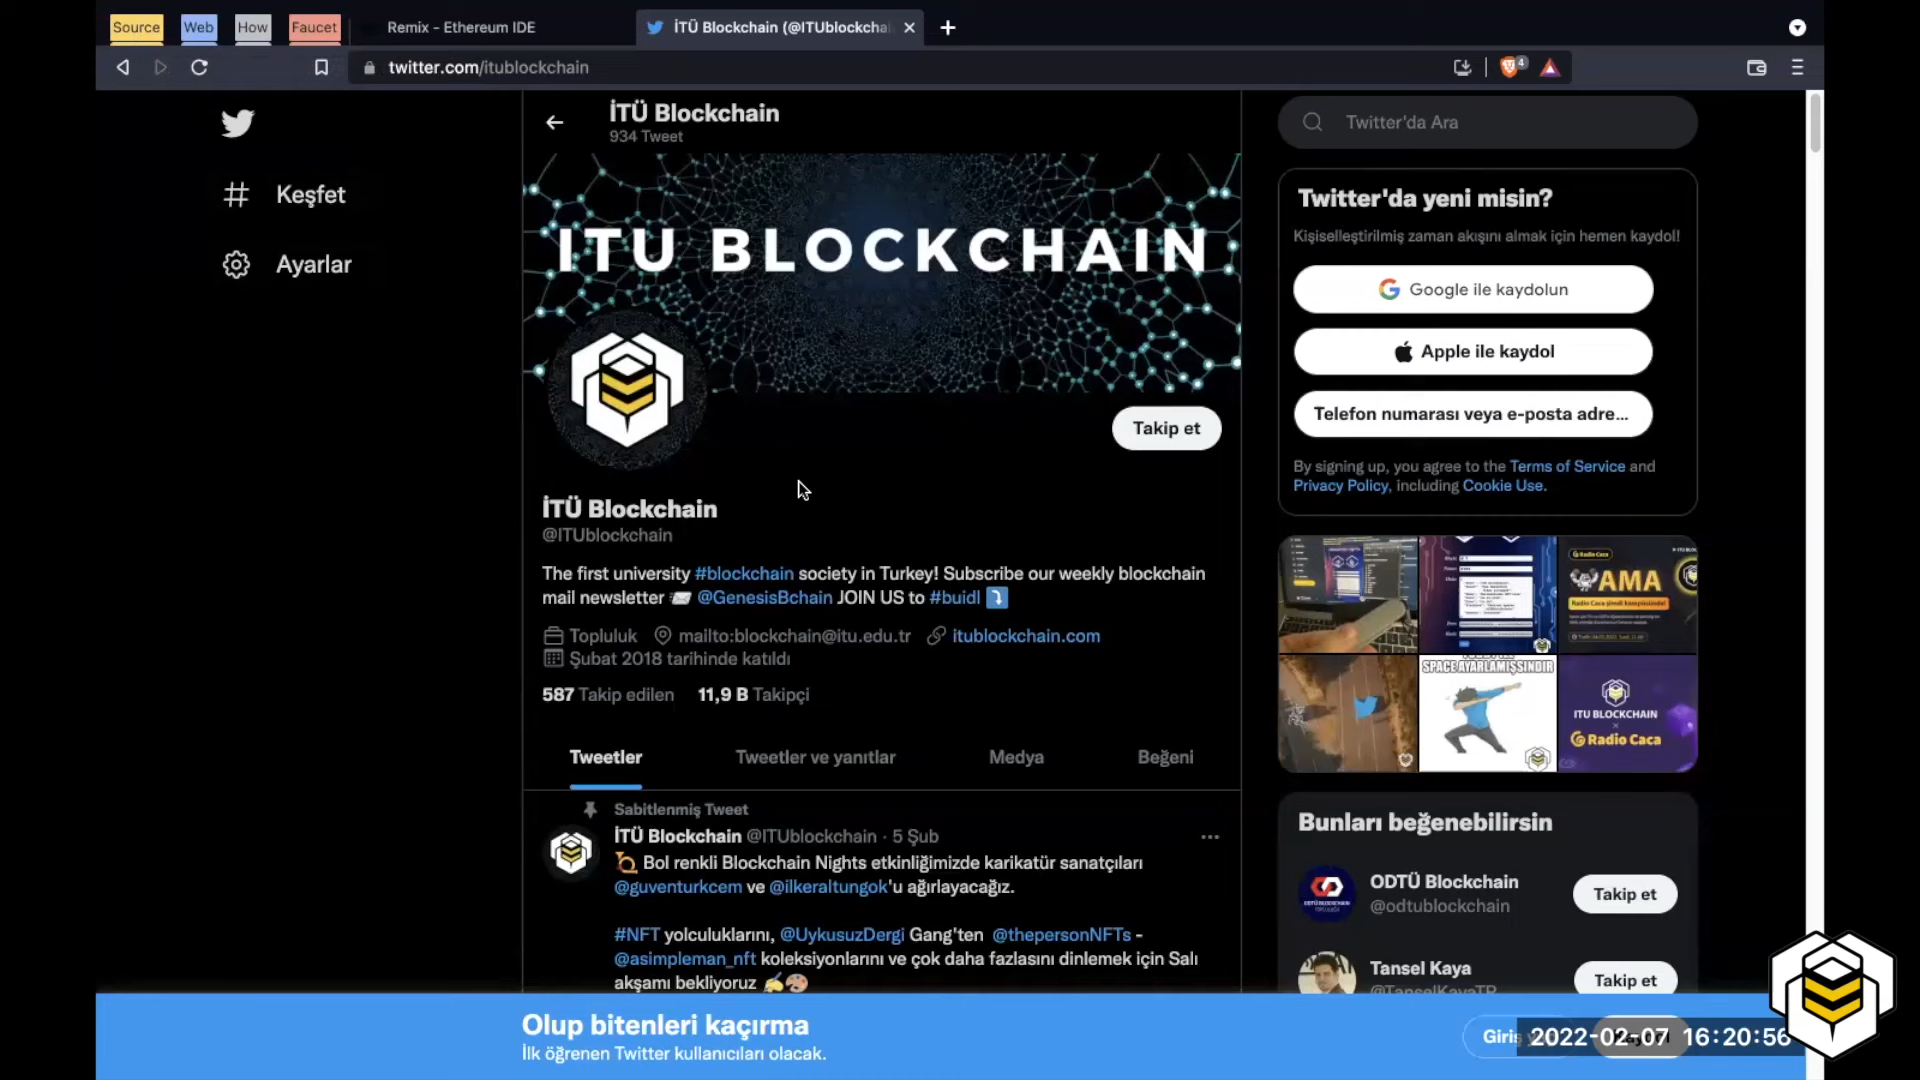 Source
Web
How
Faucet
Remix - Ethereum IDE
İTÜ Blockchain (@ITUblockchai
twitter.com/itublockchain
4
İTÜ Blockchain
934 Tweet
Keşfet
Ayarlar
ITU BLOCKCHAIN
Takip et
İTÜ Blockchain
@ITUblockchain
The first university #blockchain society in Turkey! Subscribe our weekly blockchain
mail newsletter 📨 @GenesisBchain JOIN US to #buidl ⤵️
Topluluk mailto:blockchain@itu.edu.tr itublockchain.com
Şubat 2018 tarihinde katıldı
587 Takip edilen 11,9 B Takipçi
Tweetler
Tweetler ve yanıtlar
Medya
Beğeni
Sabitlenmiş Tweet
İTÜ Blockchain @ITUblockchain · 5 Şub
Bol renkli Blockchain Nights etkinliğimizde karikatür sanatçıları
@guventurkcem ve @ilkeraltungok'u ağırlayacağız.
#NFT yolculuklarını, @UykusuzDergi Gang'ten @thepersonNFTs -
@asimpleman_nft koleksiyonlarını ve çok daha fazlasını dinlemek için Salı
akşamı bekliyoruz ✍️🎨
Twitter'da Ara
Twitter'da yeni misin?
Kişiselleştirilmiş zaman akışını almak için hemen kaydol!
Google ile kaydolun
Apple ile kaydol
Telefon numarası veya e-posta adre...
By signing up, you agree to the Terms of Service and
Privacy Policy, including Cookie Use.
Radio Caca
AMA
SPACE AYARLAMIŞSINDIR
ITU BLOCKCHAIN
x
Radio Caca
Bunları beğenebilirsin
ODTÜ Blockchain
@odtublockchain
Takip et
Tansel Kaya
@TanselKayaTR
Takip et
Olup bitenleri kaçırma
İlk öğrenen Twitter kullanıcıları olacak.
2022-02-07 16:20:56